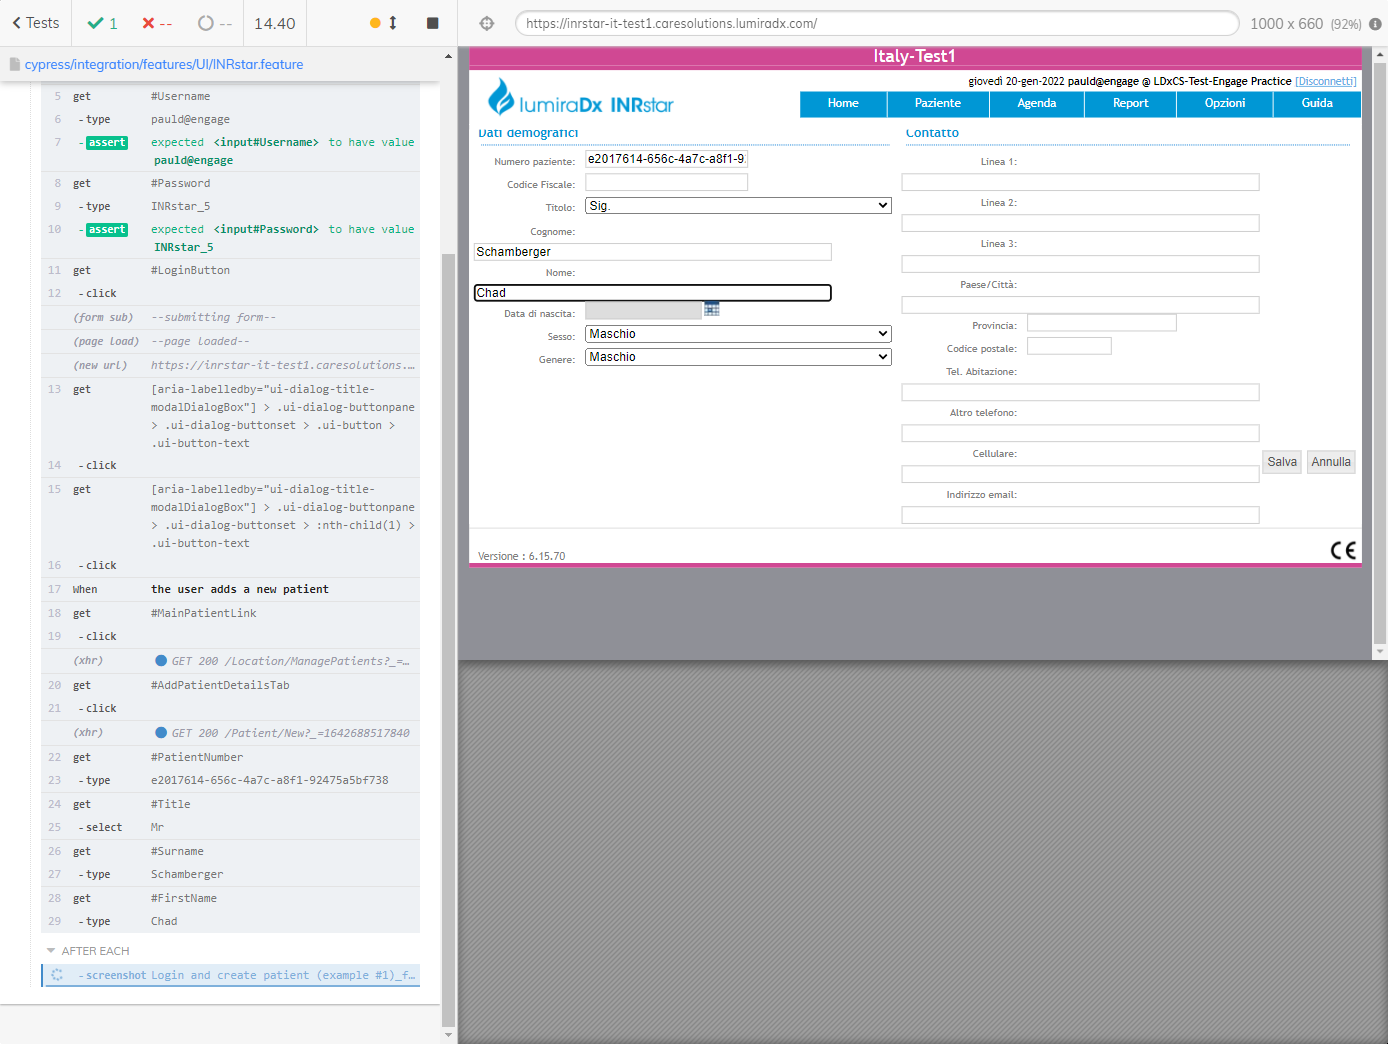 Tests
1
--
--
14.40
https://inrstar-it-test1.caresolutions.lumiradx.com/
1000 x 660 (92%)
cypress/integration/features/UI/INRstar.feature
5 get #Username
6 -type pauld@engage
7 -assert expected <input#Username> to have value
pauld@engage
8 get #Password
9 -type INRstar_5
10 -assert expected <input#Password> to have value
INRstar_5
11 get #LoginButton
12 -click
(form sub) --submitting form--
(page load) --page loaded--
(new url) https://inrstar-it-test1.caresolutions.…
13 get [aria-labelledby="ui-dialog-title-
modalDialogBox"] > .ui-dialog-buttonpane
> .ui-dialog-buttonset > .ui-button >
.ui-button-text
14 -click
15 get [aria-labelledby="ui-dialog-title-
modalDialogBox"] > .ui-dialog-buttonpane
> .ui-dialog-buttonset > :nth-child(1) >
.ui-button-text
16 -click
17 When the user adds a new patient
18 get #MainPatientLink
19 -click
(xhr) GET 200 /Location/ManagePatients?_=…
20 get #AddPatientDetailsTab
21 -click
(xhr) GET 200 /Patient/New?_=1642688517840
22 get #PatientNumber
23 -type e2017614-656c-4a7c-a8f1-92475a5bf738
24 get #Title
25 -select Mr
26 get #Surname
27 -type Schamberger
28 get #FirstName
29 -type Chad
AFTER EACH
-screenshot Login and create patient (example #1)_f…
Italy-Test1
giovedì 20-gen-2022 pauld@engage @ LDxCS-Test-Engage Practice [Disconnetti]
lumiraDx INRstar
Home Paziente Agenda Report Opzioni Guida
Dati demografici
Numero paziente: e2017614-656c-4a7c-a8f1-92
Codice Fiscale:
Titolo: Sig.
Cognome:
Schamberger
Nome:
Chad
Data di nascita:
Sesso: Maschio
Genere: Maschio
Contatto
Linea 1:
Linea 2:
Linea 3:
Paese/Città:
Provincia:
Codice postale:
Tel. Abitazione:
Altro telefono:
Cellulare:
Salva Annulla
Indirizzo email:
Versione : 6.15.70
CE